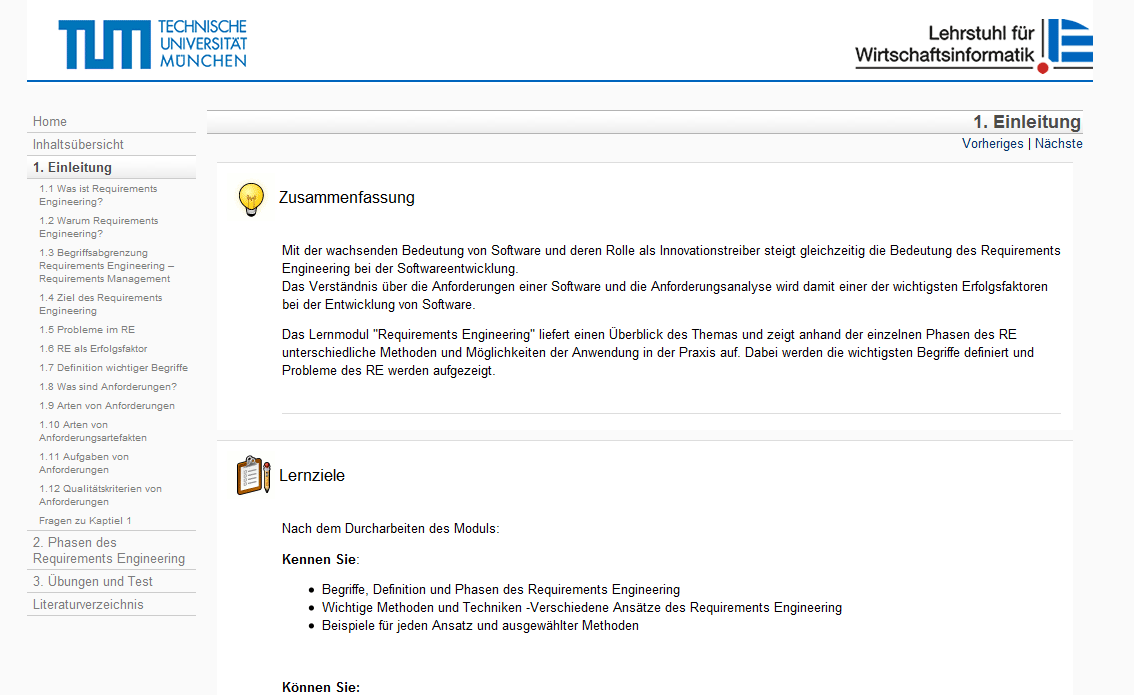 TUM TECHNISCHE
UNIVERSITÄT
MÜNCHEN
Lehrstuhl für
Wirtschaftsinformatik
Home
Inhaltsübersicht
1. Einleitung
1.1 Was ist Requirements
Engineering?
1.2 Warum Requirements
Engineering?
1.3 Begriffsabgrenzung
Requirements Engineering –
Requirements Management
1.4 Ziel des Requirements
Engineering
1.5 Probleme im RE
1.6 RE als Erfolgsfaktor
1.7 Definition wichtiger Begriffe
1.8 Was sind Anforderungen?
1.9 Arten von Anforderungen
1.10 Arten von
Anforderungsartefakten
1.11 Aufgaben von
Anforderungen
1.12 Qualitätskriterien von
Anforderungen
Fragen zu Kaptiel 1
2. Phasen des
Requirements Engineering
3. Übungen und Test
Literaturverzeichnis
1. Einleitung
Vorheriges | Nächste
Zusammenfassung
Mit der wachsenden Bedeutung von Software und deren Rolle als Innovationstreiber steigt gleichzeitig die Bedeutung des Requirements
Engineering bei der Softwareentwicklung.
Das Verständnis über die Anforderungen einer Software und die Anforderungsanalyse wird damit einer der wichtigsten Erfolgsfaktoren
bei der Entwicklung von Software.
Das Lernmodul "Requirements Engineering" liefert einen Überblick des Themas und zeigt anhand der einzelnen Phasen des RE
unterschiedliche Methoden und Möglichkeiten der Anwendung in der Praxis auf. Dabei werden die wichtigsten Begriffe definiert und
Probleme des RE werden aufgezeigt.
Lernziele
Nach dem Durcharbeiten des Moduls:
Kennen Sie:
• Begriffe, Definition und Phasen des Requirements Engineering
• Wichtige Methoden und Techniken -Verschiedene Ansätze des Requirements Engineering
• Beispiele für jeden Ansatz und ausgewählter Methoden
Können Sie: